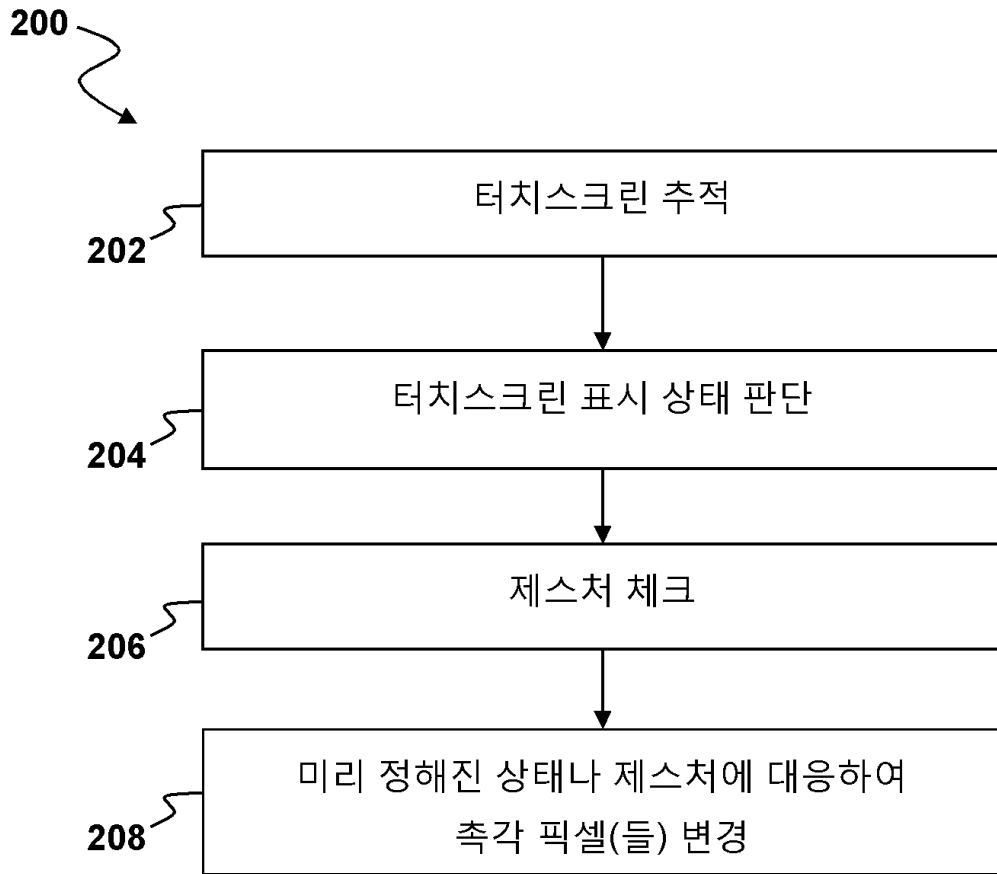 200
터치스크린 추적
202
터치스크린 표시 상태 판단
204
제스처 체크
206
미리 정해진 상태나 제스처에 대응하여
촉각 픽셀(들) 변경
208